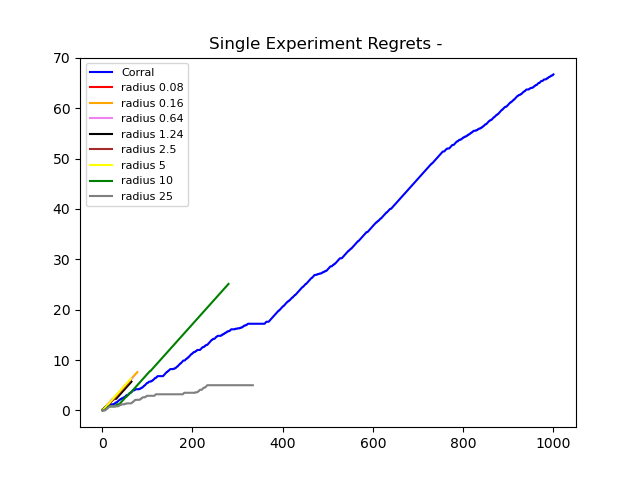 Single Experiment Regrets -
70
60
50
40
30
20
10
0
Corral
radius 0.08
radius 0.16
radius 0.64
radius 1.24
radius 2.5
radius 5
radius 10
radius 25
0 200 400 600 800 1000